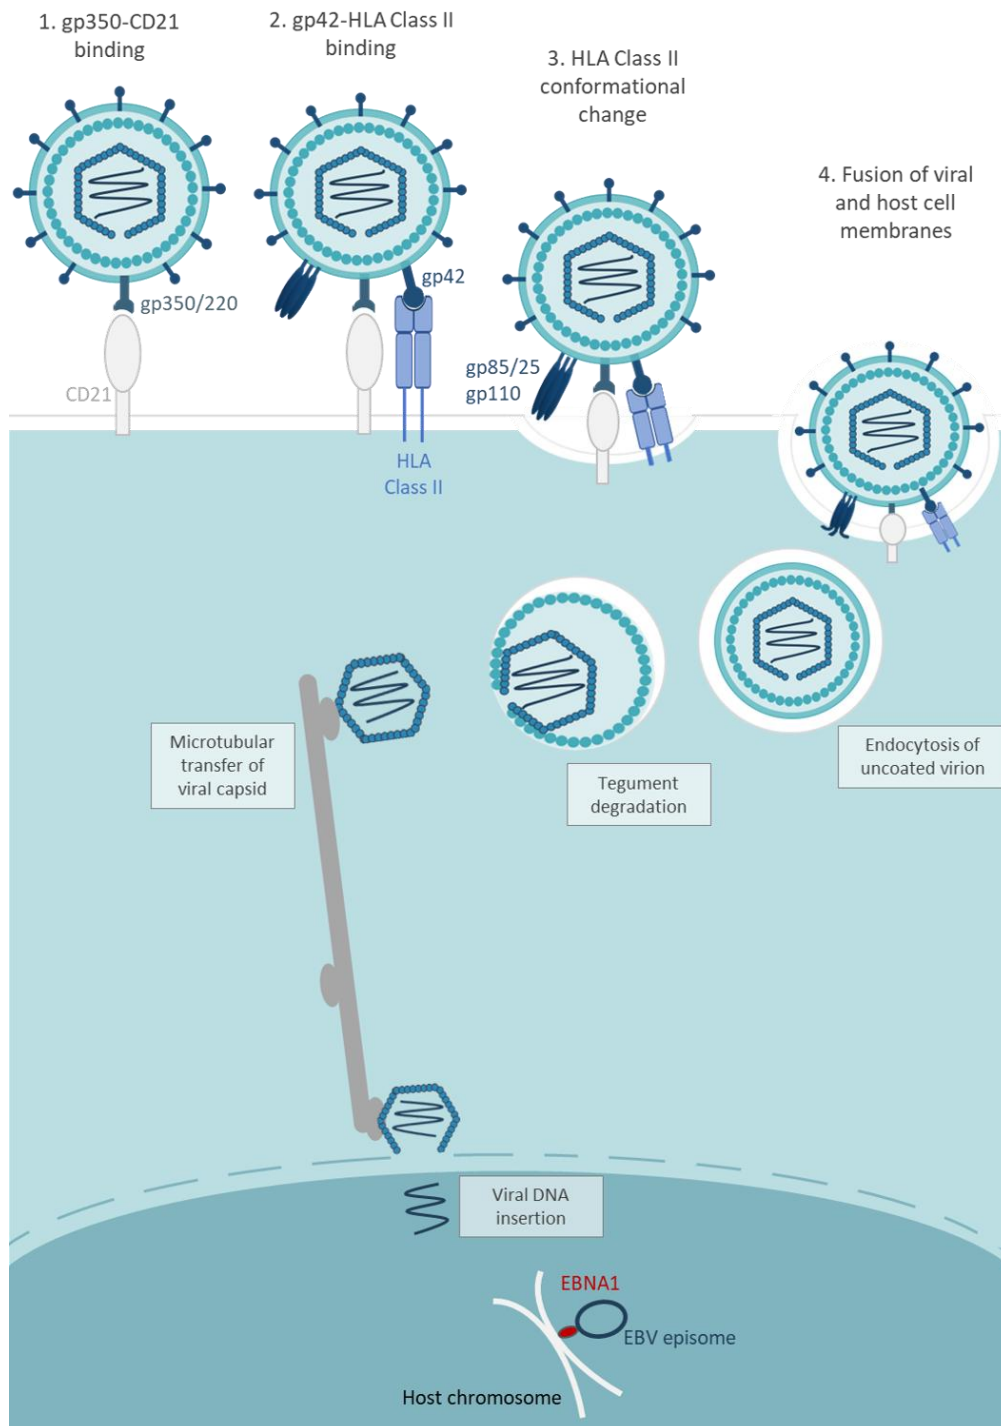 1. gp350-CD21
binding
2. gp42-HLA Class II
binding
3. HLA Class II
conformational
change
4. Fusion of viral
and host cell
membranes
gp350/220
gp42
CD21
gp85/25
gp110
HLA
Class II
Microtubular
transfer of
viral capsid
Tegument
degradation
Endocytosis of
uncoated virion
Viral DNA
insertion
EBNA1
EBV episome
Host chromosome